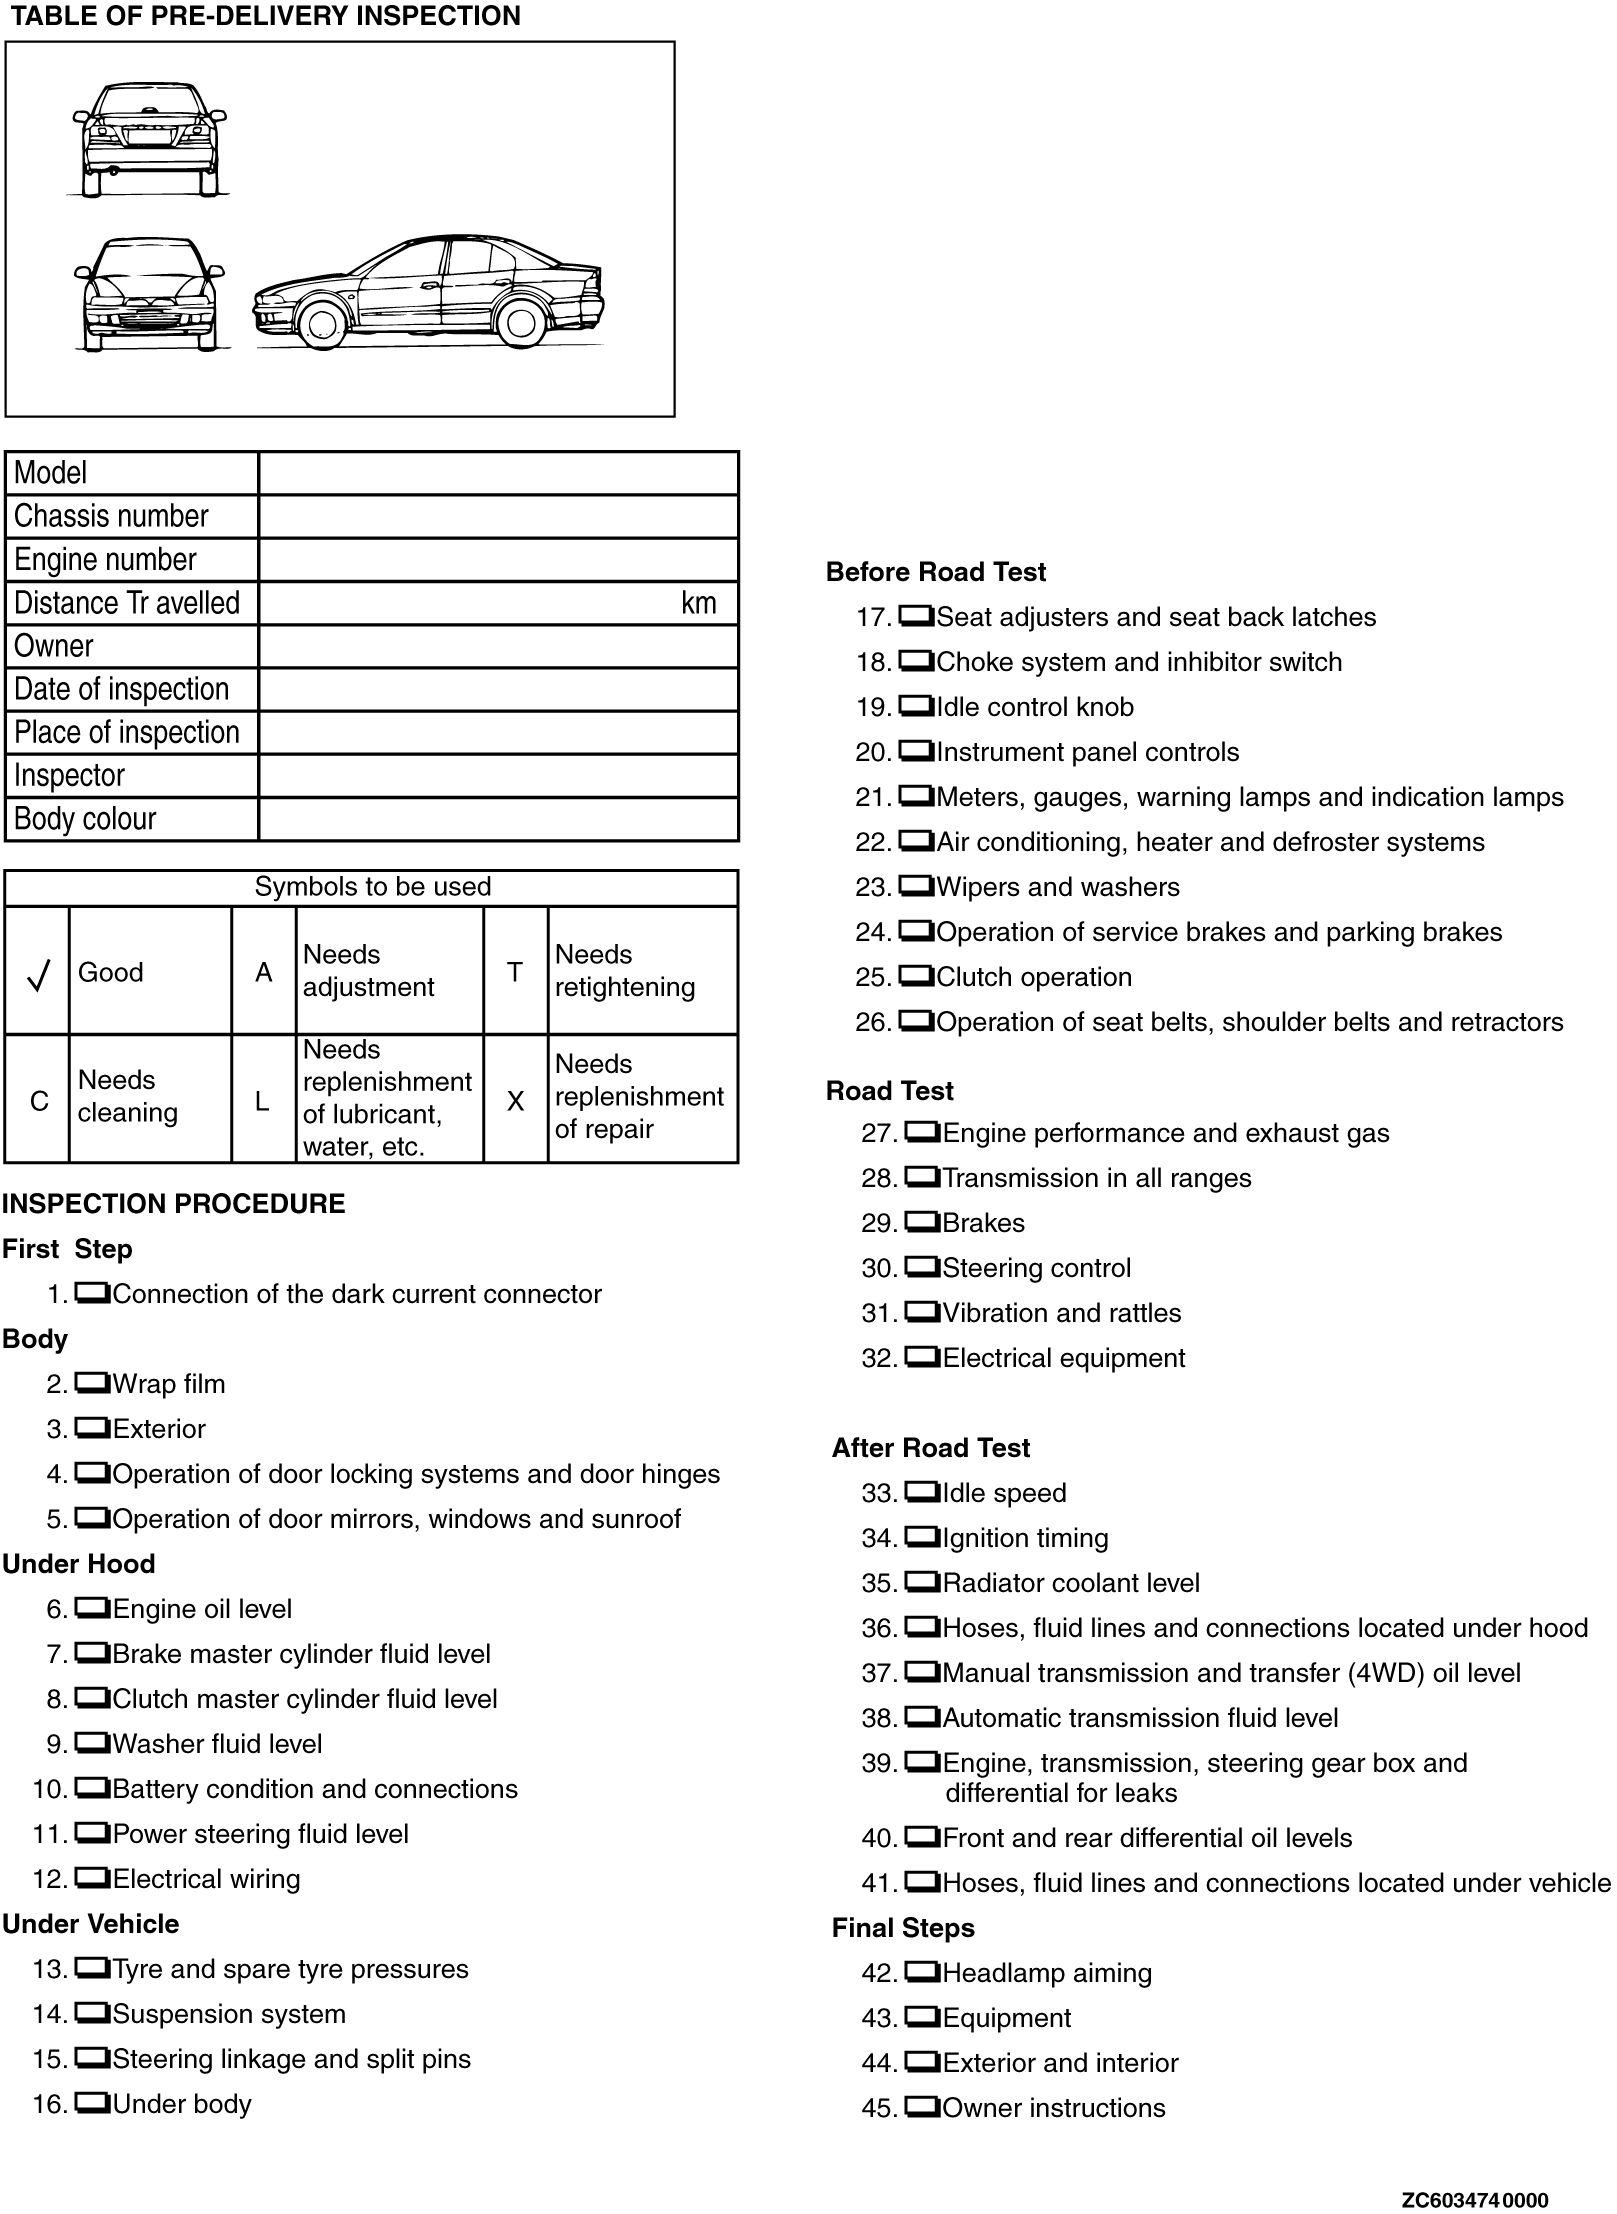 TABLE OF PRE-DELIVERY INSPECTION
Model
Chassis number
Engine number
Distance Tr avelled km
Owner
Date of inspection
Place of inspection
Inspector
Body colour
Symbols to be used
√ Good A Needs adjustment T Needs retightening
C Needs cleaning L Needs replenishment of lubricant, water, etc. X Needs replenishment of repair
INSPECTION PROCEDURE
First Step
1. Connection of the dark current connector
Body
2. Wrap film
3. Exterior
4. Operation of door locking systems and door hinges
5. Operation of door mirrors, windows and sunroof
Under Hood
6. Engine oil level
7. Brake master cylinder fluid level
8. Clutch master cylinder fluid level
9. Washer fluid level
10. Battery condition and connections
11. Power steering fluid level
12. Electrical wiring
Under Vehicle
13. Tyre and spare tyre pressures
14. Suspension system
15. Steering linkage and split pins
16. Under body
Before Road Test
17. Seat adjusters and seat back latches
18. Choke system and inhibitor switch
19. Idle control knob
20. Instrument panel controls
21. Meters, gauges, warning lamps and indication lamps
22. Air conditioning, heater and defroster systems
23. Wipers and washers
24. Operation of service brakes and parking brakes
25. Clutch operation
26. Operation of seat belts, shoulder belts and retractors
Road Test
27. Engine performance and exhaust gas
28. Transmission in all ranges
29. Brakes
30. Steering control
31. Vibration and rattles
32. Electrical equipment
After Road Test
33. Idle speed
34. Ignition timing
35. Radiator coolant level
36. Hoses, fluid lines and connections located under hood
37. Manual transmission and transfer (4WD) oil level
38. Automatic transmission fluid level
39. Engine, transmission, steering gear box and
differential for leaks
40. Front and rear differential oil levels
41. Hoses, fluid lines and connections located under vehicle
Final Steps
42. Headlamp aiming
43. Equipment
44. Exterior and interior
45. Owner instructions
ZC6034740000